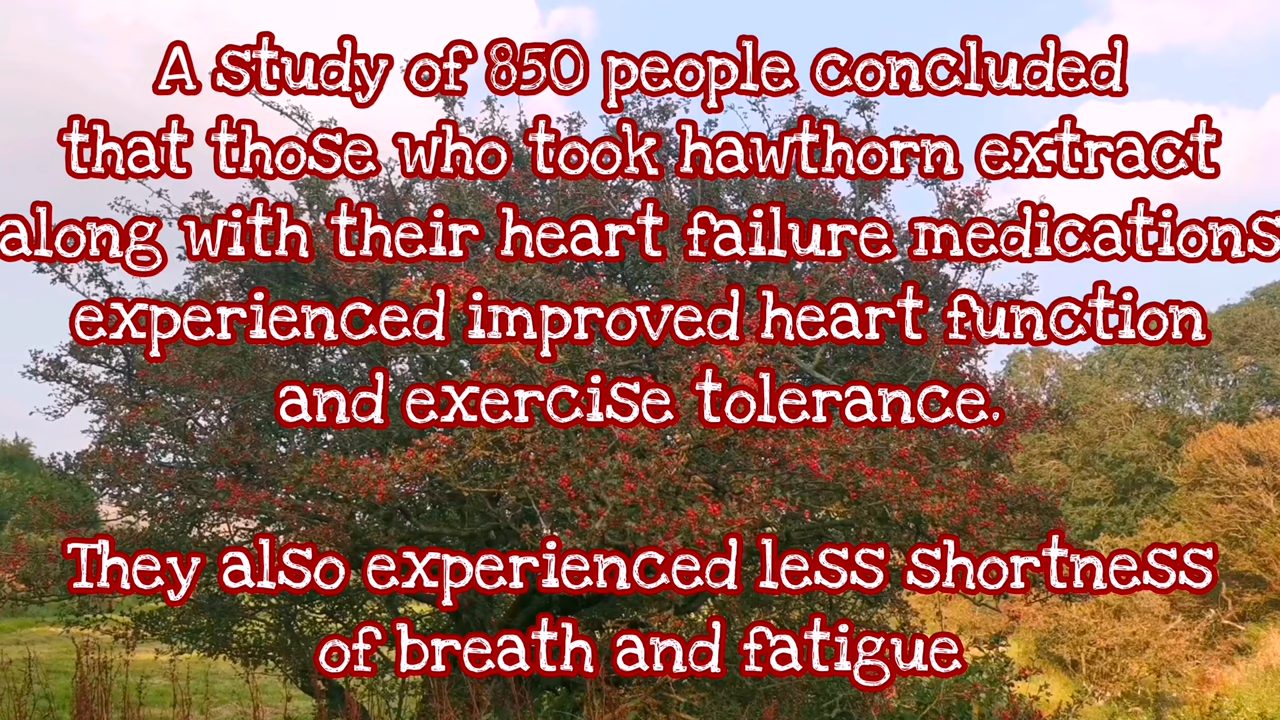 A study of 850 people concluded
that those who took hawthorn extract
along with their heart failure medications
experienced improved heart function
and exercise tolerance.
They also experienced less shortness
of breath and fatigue